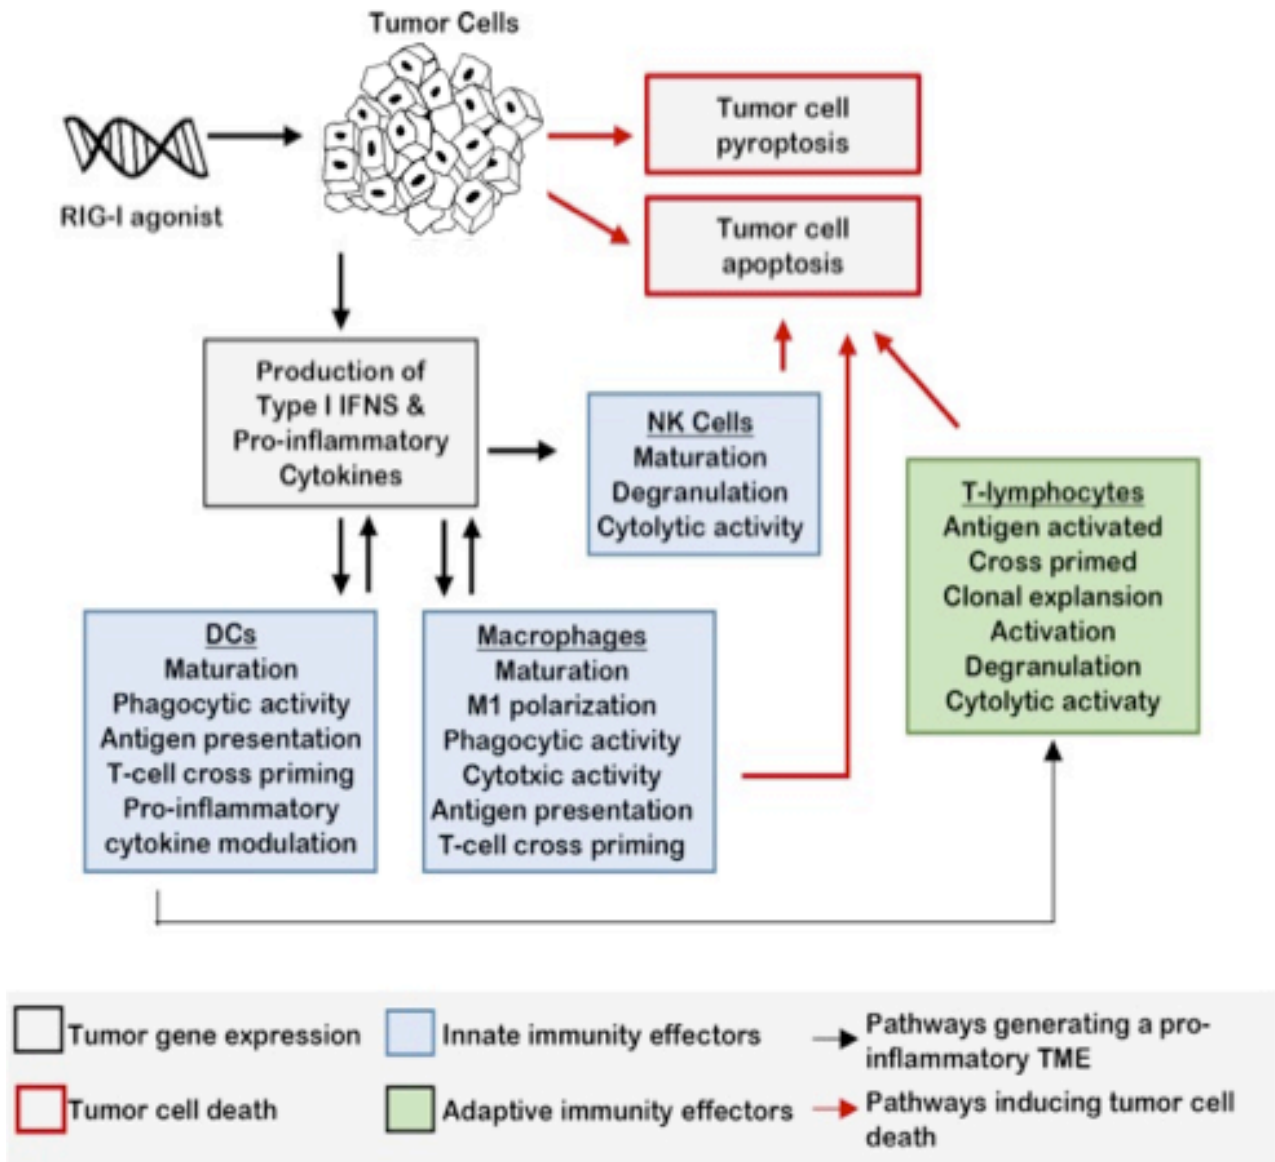 Tumor Cells
RIG-I agonist
Tumor cell
pyroptosis
Tumor cell
apoptosis
Production of
Type I IFNS &
Pro-inflammatory
Cytokines
NK Cells
Maturation
Degranulation
Cytolytic activity
T-lymphocytes
Antigen activated
Cross primed
Clonal explansion
Activation
Degranulation
Cytolytic activaty
DCs
Maturation
Phagocytic activity
Antigen presentation
T-cell cross priming
Pro-inflammatory
cytokine modulation
Macrophages
Maturation
M1 polarization
Phagocytic activity
Cytotxic activity
Antigen presentation
T-cell cross priming
Tumor gene expression
Tumor cell death
Innate immunity effectors
Adaptive immunity effectors
Pathways generating a pro-
inflammatory TME
Pathways inducing tumor cell
death